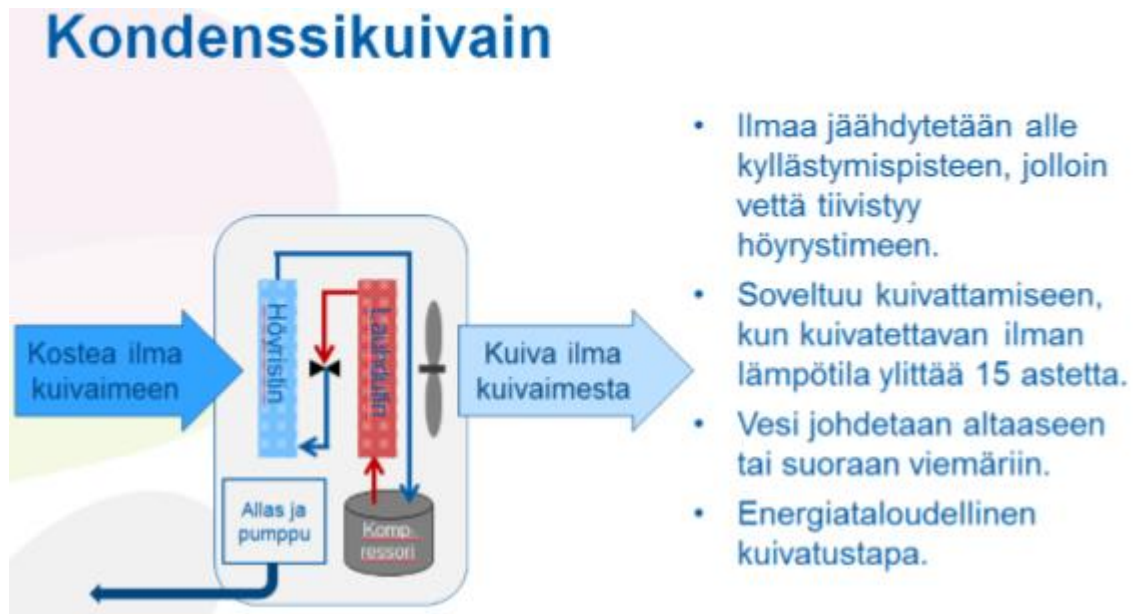 Kondenssikuivain
Kostea ilma
kuivaimeen
Höyristin
Lauhdutin
Kuiva ilma
kuivaimesta
Allas ja
pumppu
Komp
ressori
• Ilmaa jäähdytetään alle
kyllästymispisteen, jolloin
vettä tiivistyy
höyrystimeen.
• Soveltuu kuivattamiseen,
kun kuivatettavan ilman
lämpötila ylittää 15 astetta.
• Vesi johdetaan altaaseen
tai suoraan viemäriin.
• Energiataloudellinen
kuivatustapa.